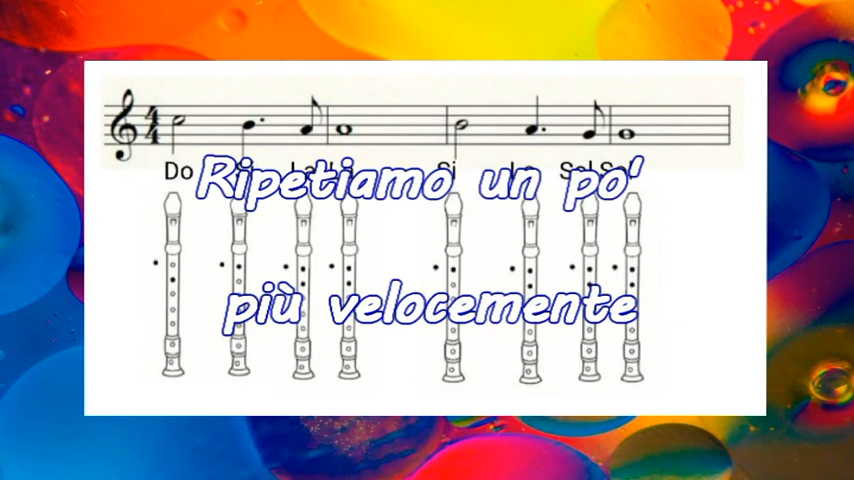 Do Si La Sol Sol
Ripetiamo un po'
più velocemente